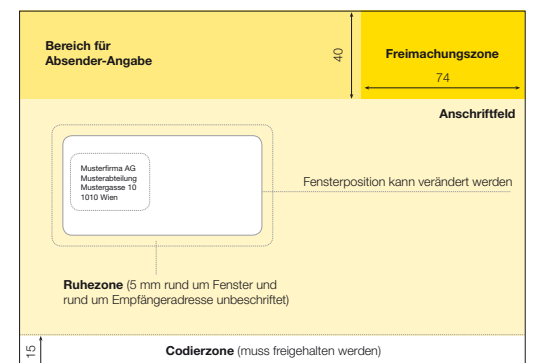 Bereich für
Absender-Angabe
40
Freimachungszone
74
Anschriftfeld
Musterfirma AG
Musterabteilung
Mustergasse 10
1010 Wien
Fensterposition kann verändert werden
Ruhezone (5 mm rund um Fenster und
rund um Empfängeradresse unbeschriftet)
15
Codierzone (muss freigehalten werden)